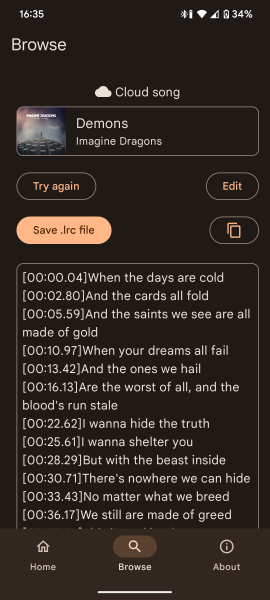 16:35
34%
Browse
Cloud song
IMAGINE DRAGONS
Demons
Imagine Dragons
Try again
Edit
Save .lrc file
[00:00.04]When the days are cold
[00:02.80]And the cards all fold
[00:05.59]And the saints we see are all
made of gold
[00:10.97]When your dreams all fail
[00:13.42]And the ones we hail
[00:16.13]Are the worst of all, and the
blood's run stale
[00:22.62]I wanna hide the truth
[00:25.61]I wanna shelter you
[00:28.29]But with the beast inside
[00:30.71]There's nowhere we can hide
[00:33.43]No matter what we breed
[00:36.17]We still are made of greed
Home
Browse
About